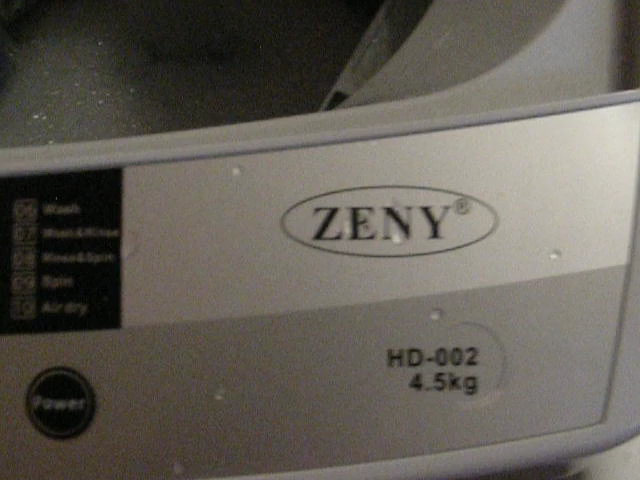 Wash
Wash&Rinse
Rinse&Spin
Spin
Air dry
Power
ZENY®
HD-002
4.5kg